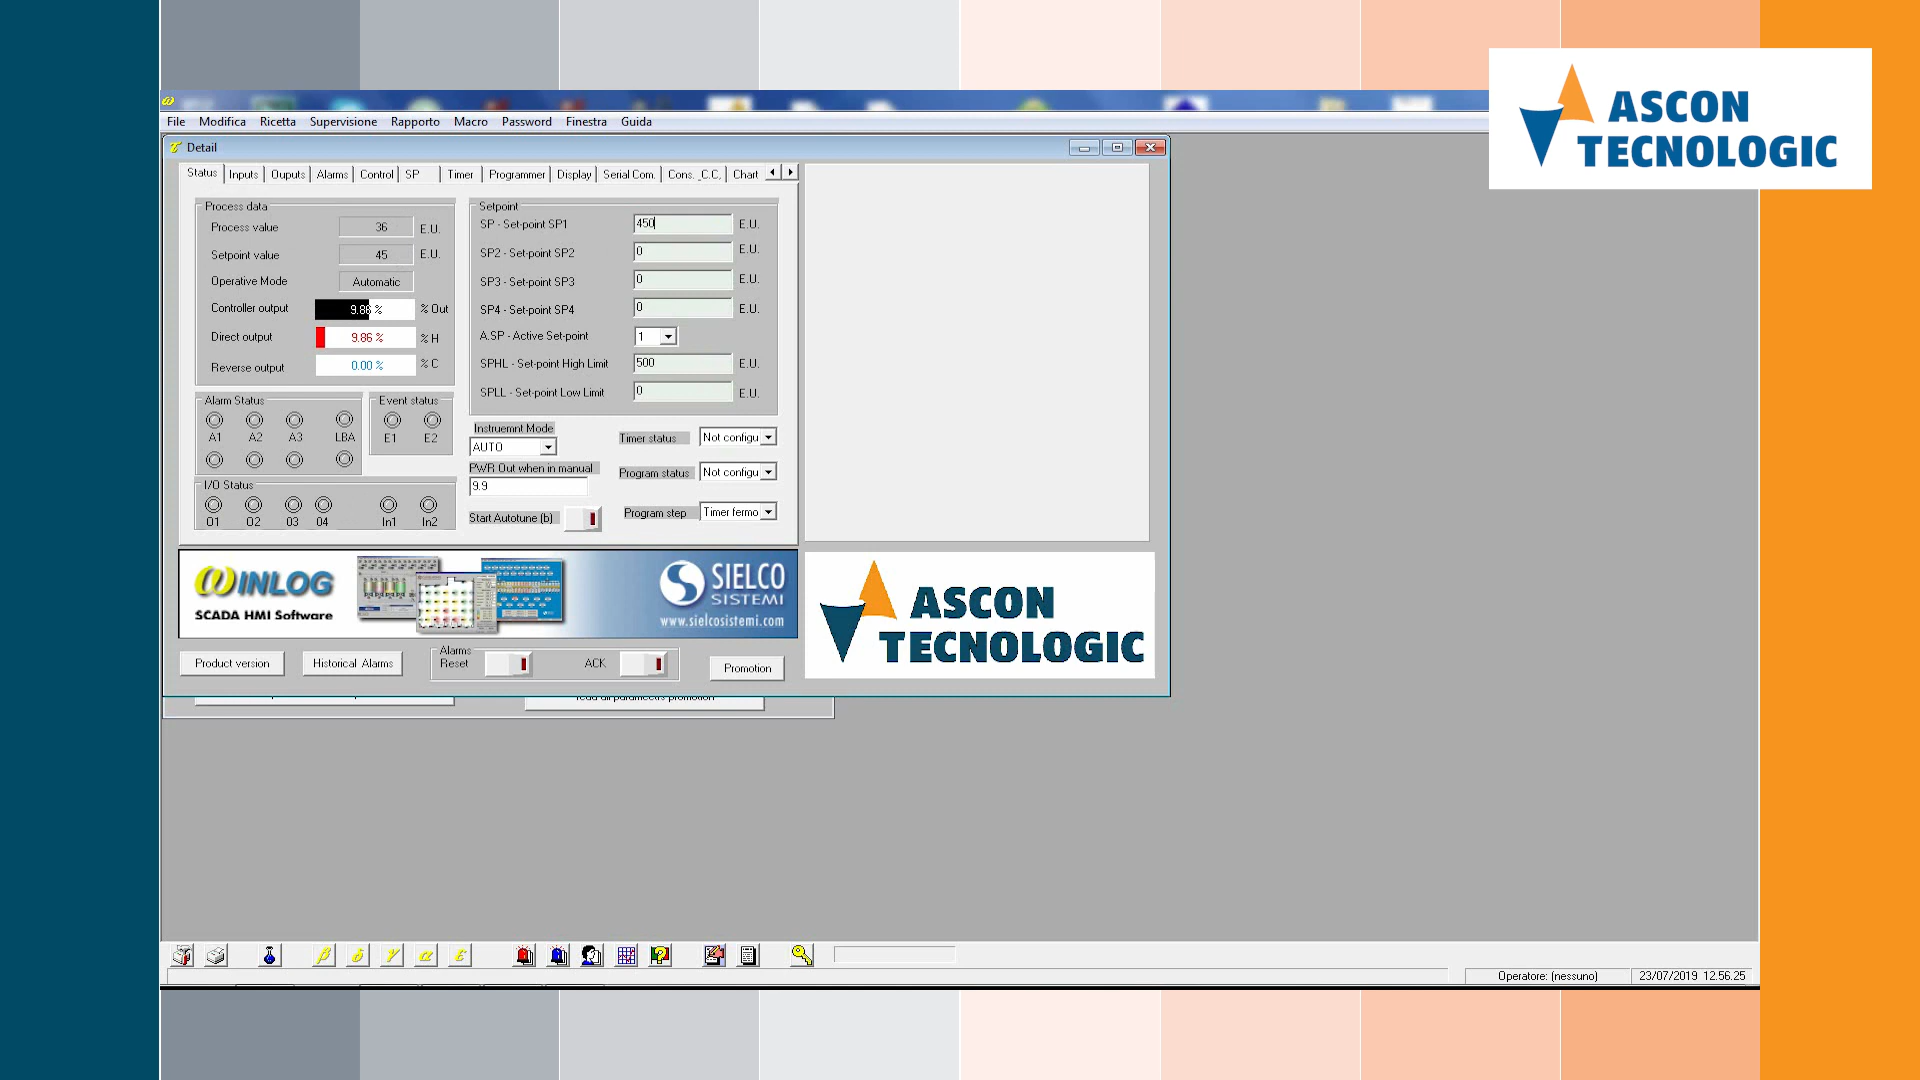 ASCON
TECNOLOGIC
File Modifica Ricetta Supervisione Rapporto Macro Password Finestra Guida
Detail
Status Inputs Ouputs Alarms Control SP Timer Programmer Display Serial Com. Cons. _C.C, Chart
Process data
Process value 36 E.U.
Setpoint value 45 E.U.
Operative Mode Automatic
Controller output 9.86 % % Out
Direct output 9.86 % % H
Reverse output 0.00 % % C
Setpoint
SP - Set-point SP1 450 E.U.
SP2 - Set-point SP2 0 E.U.
SP3 - Set-point SP3 0 E.U.
SP4 - Set-point SP4 0 E.U.
A.SP - Active Set-point 1
SPHL - Set-point High Limit 500 E.U.
SPLL - Set-point Low Limit 0 E.U.
Alarm Status
A1 A2 A3 LBA
Event status
E1 E2
I/O Status
O1 O2 O3 O4 In1 In2
Instruemnt Mode
AUTO
PWR Out when in manual
9.9
Start Autotune (b)
Timer status Not configu
Program status Not configu
Program step Timer fermo
WINLOG
SCADA HMI Software
SIELCO
SISTEMI
www.sielcosistemi.com
ASCON
TECNOLOGIC
Product version Historical Alarms
Alarms
Reset ACK
Promotion
read all parametrs promotion
Operatore: (nessuno) 23/07/2019 12.56.25